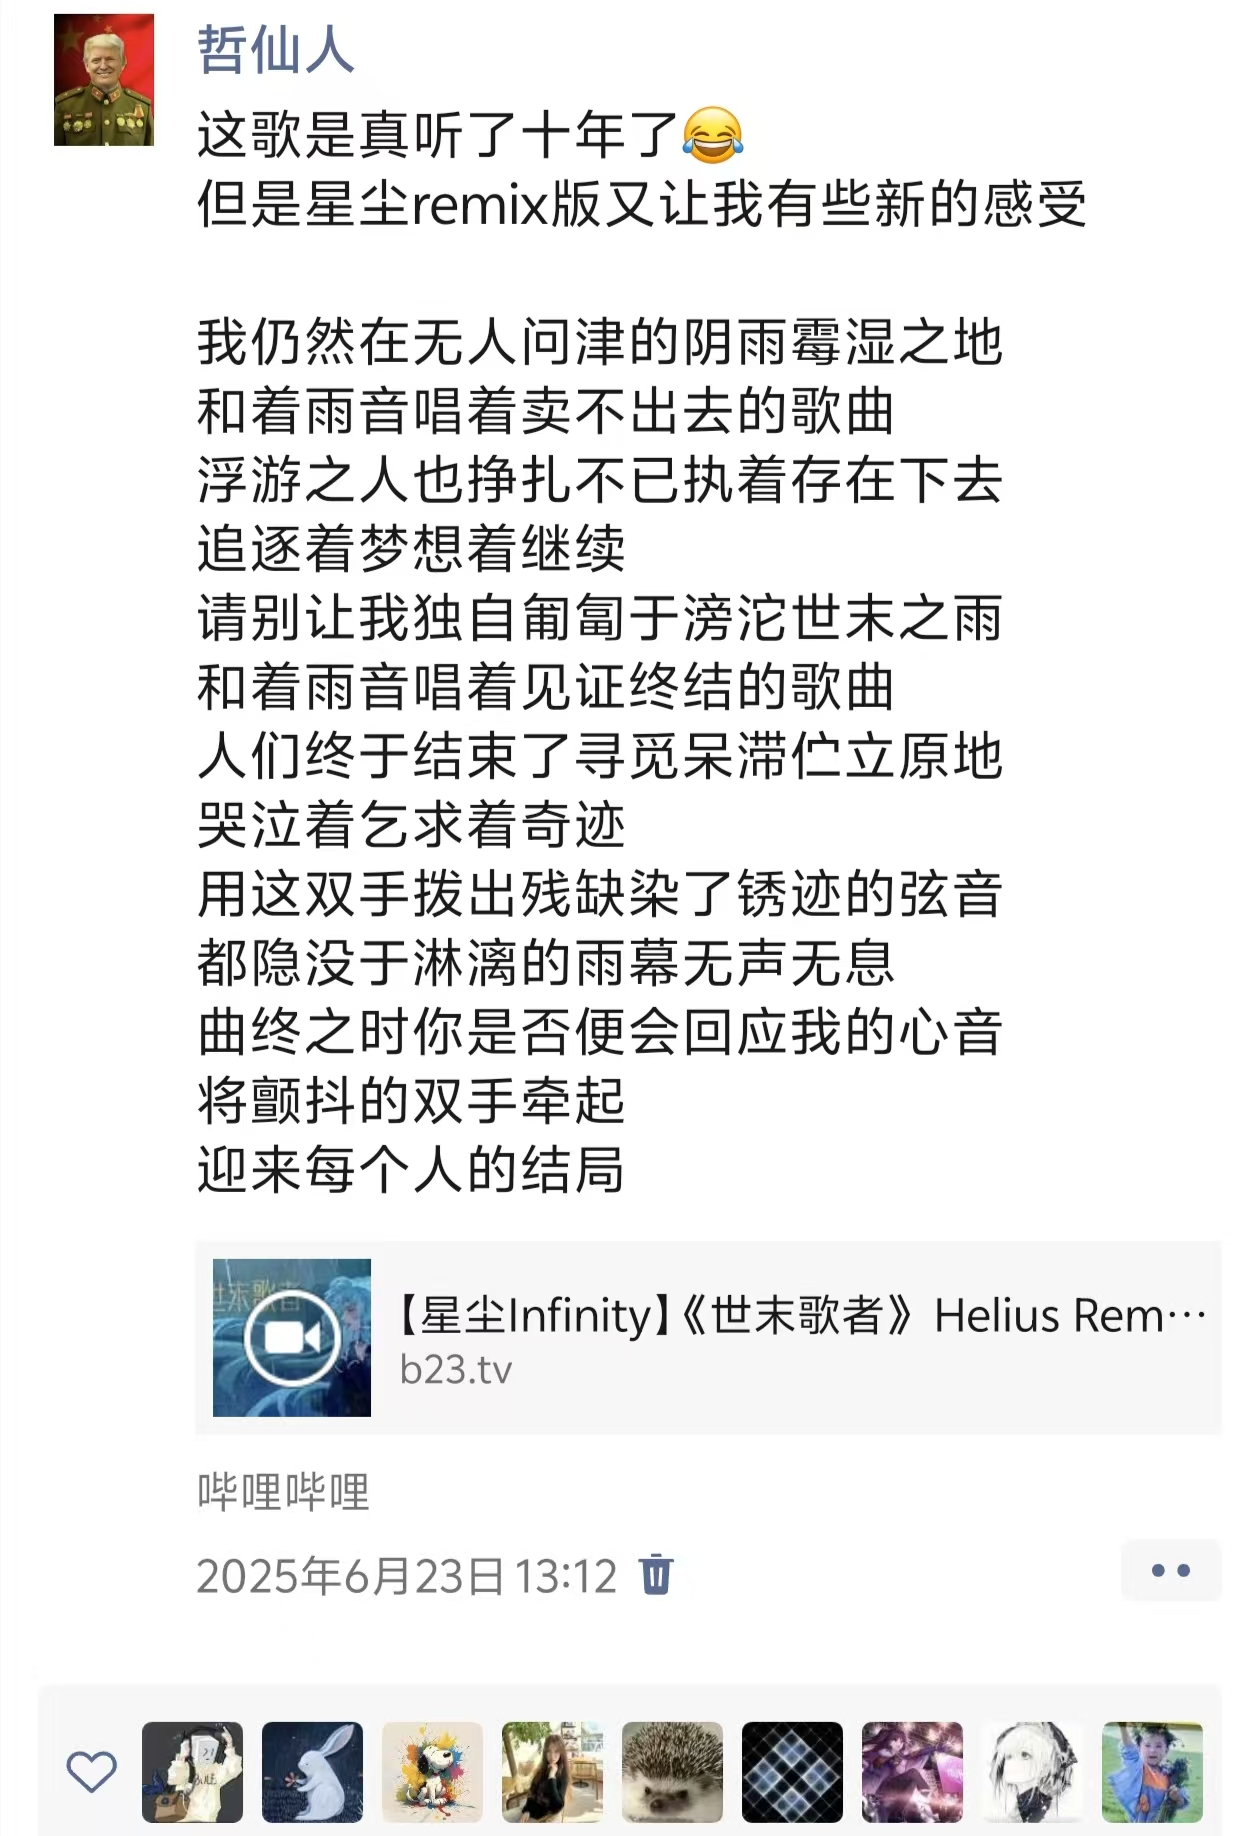 哲仙人
这歌是真听了十年了😂
但是星尘remix版又让我有些新的感受
我仍然在无人问津的阴雨霉湿之地
和着雨音唱着卖不出去的歌曲
浮游之人也挣扎不已执着存在下去
追逐着梦想着继续
请别让我独自匍匐于滂沱世末之雨
和着雨音唱着见证终结的歌曲
人们终于结束了寻觅呆滞伫立原地
哭泣着乞求着奇迹
用这双手拨出残缺染了锈迹的弦音
都隐没于淋漓的雨幕无声无息
曲终之时你是否便会回应我的心音
将颤抖的双手牵起
迎来每个人的结局
世末歌者
【星尘Infinity】《世末歌者》Helius Rem…
b23.tv
哔哩哔哩
2025年6月23日 13:12